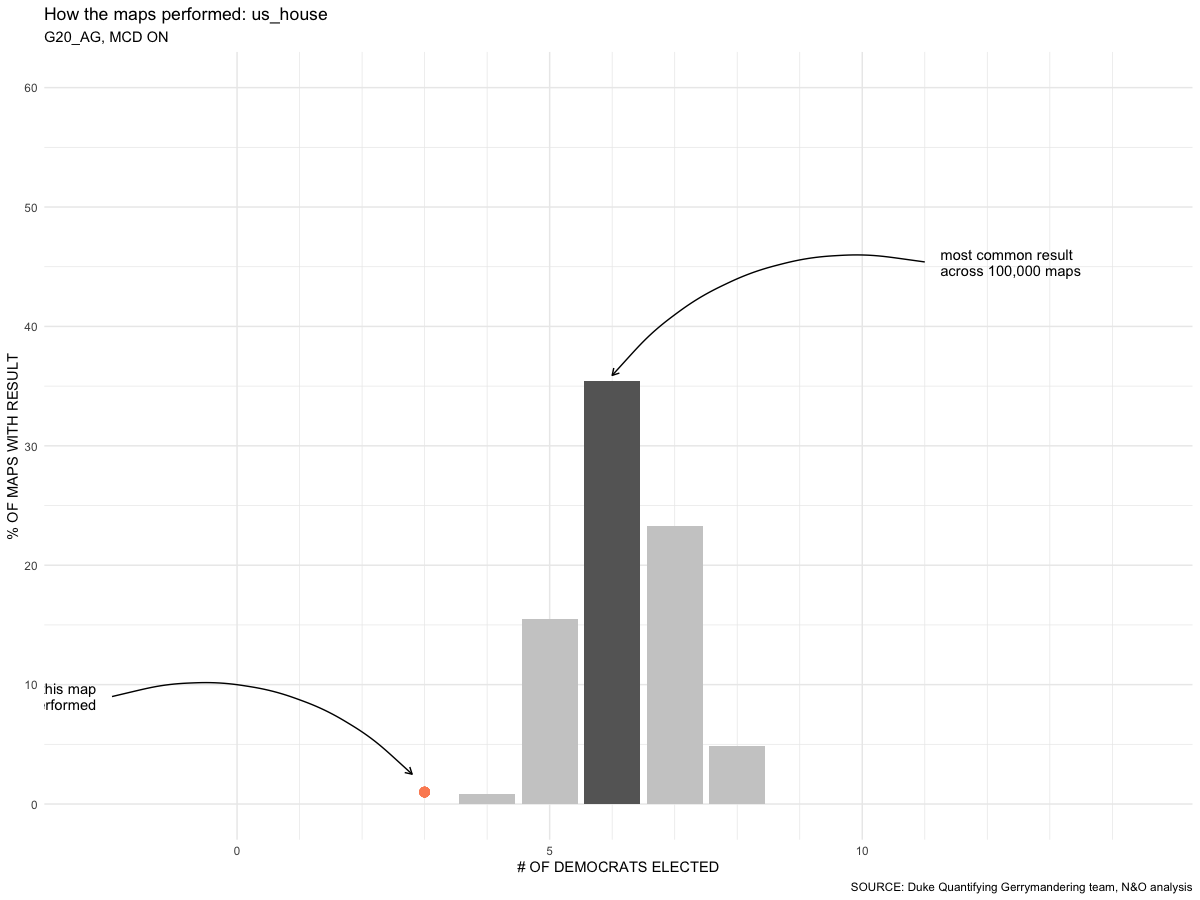 How the maps performed: us_house
G20_AG, MCD ON
60
50
40
30
20
10
0
% OF MAPS WITH RESULT
most common result
across 100,000 maps
this map
0
5
10
# OF DEMOCRATS ELECTED
SOURCE: Duke Quantifying Gerrymandering team, N&O analysis